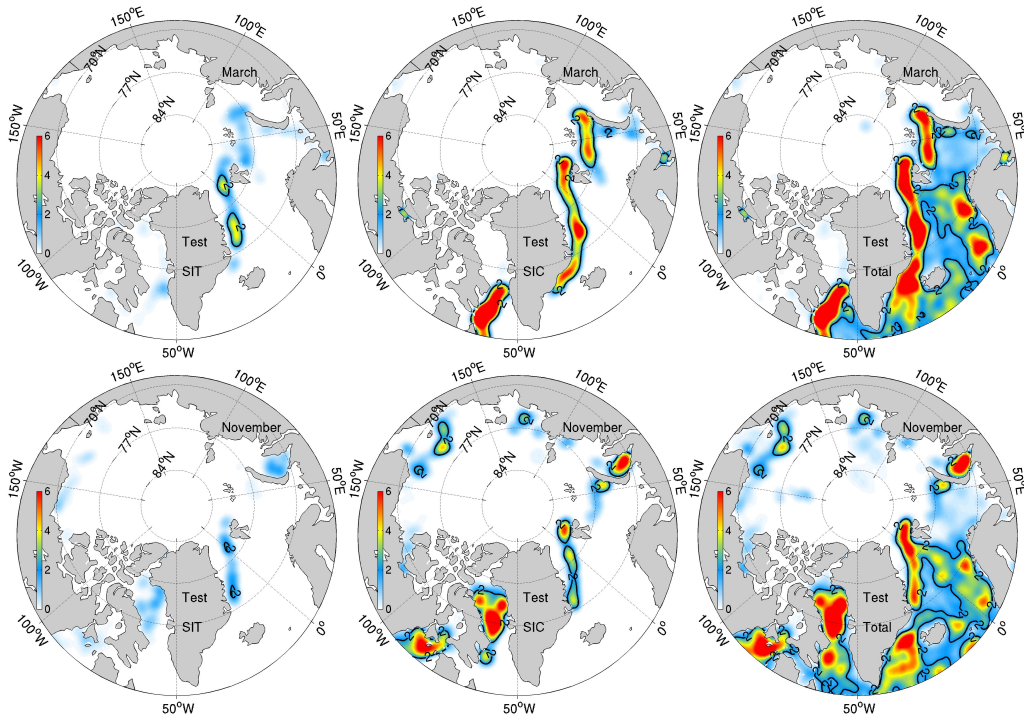 150°E 100°E 150°E 100°E 150°E 100°E
70°N March 70°N March 70°N March
77°N 77°N 77°N
84°N 84°N 84°N
150°W 50°E 150°W 50°E 150°W 50°E
6 6 6
4 4 4
2 2 2
0 0 0
Test Test Test
SIT SIC Total
100°W 0 100°W 0 100°W 0
50°W 50°W 50°W
150°E 100°E 150°E 100°E 150°E 100°E
70°N November 70°N November 70°N November
77°N 77°N 77°N
84°N 84°N 84°N
150°W 50°E 150°W 50°E 150°W 50°E
6 6 6
4 4 4
2 2 2
0 0 0
Test Test Test
SIT SIC Total
100°W 0 100°W 0 100°W 0
50°W 50°W 50°W